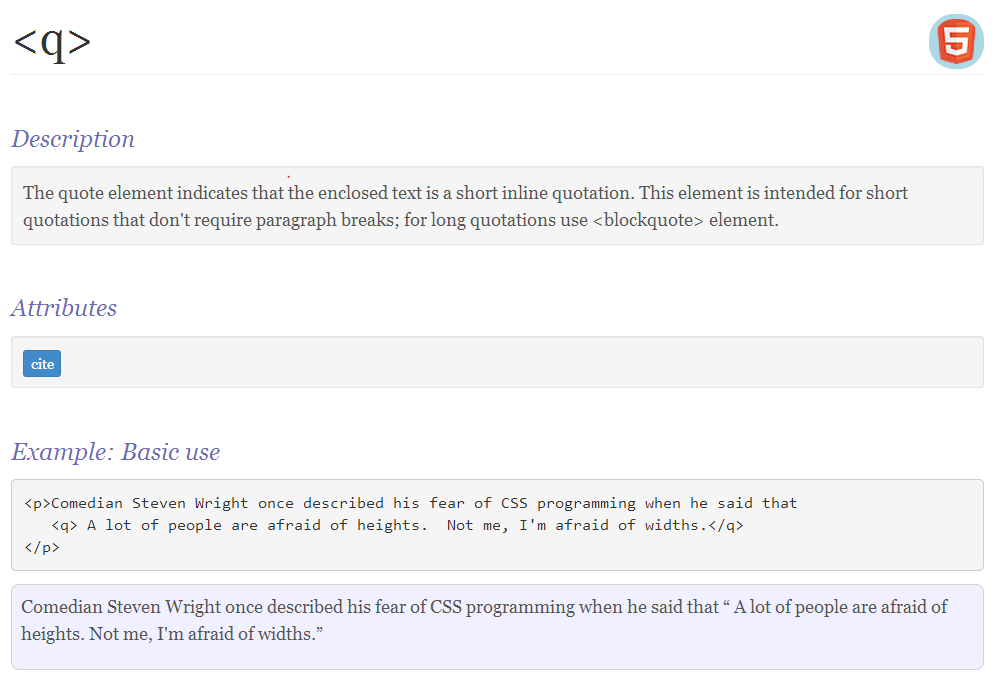 <q>
5
Description
The quote element indicates that the enclosed text is a short inline quotation. This element is intended for short
quotations that don't require paragraph breaks; for long quotations use <blockquote> element.
Attributes
cite
Example: Basic use
<p>Comedian Steven Wright once described his fear of CSS programming when he said that
   <q> A lot of people are afraid of heights.  Not me, I'm afraid of widths.</q>
</p>
Comedian Steven Wright once described his fear of CSS programming when he said that “ A lot of people are afraid of
heights. Not me, I'm afraid of widths.”